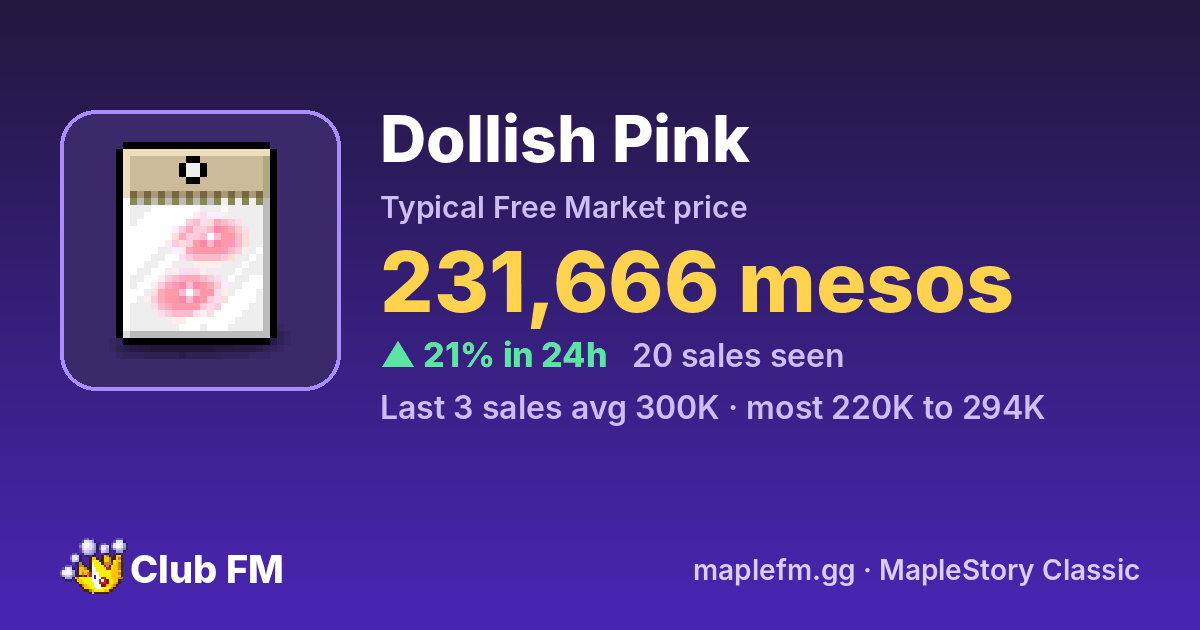 Dollish Pink
Typical Free Market price
231,666 mesos
▲ 21% in 24h 20 sales seen
Last 3 sales avg 300K · most 220K to 294K
Club FM
maplefm.gg · MapleStory Classic